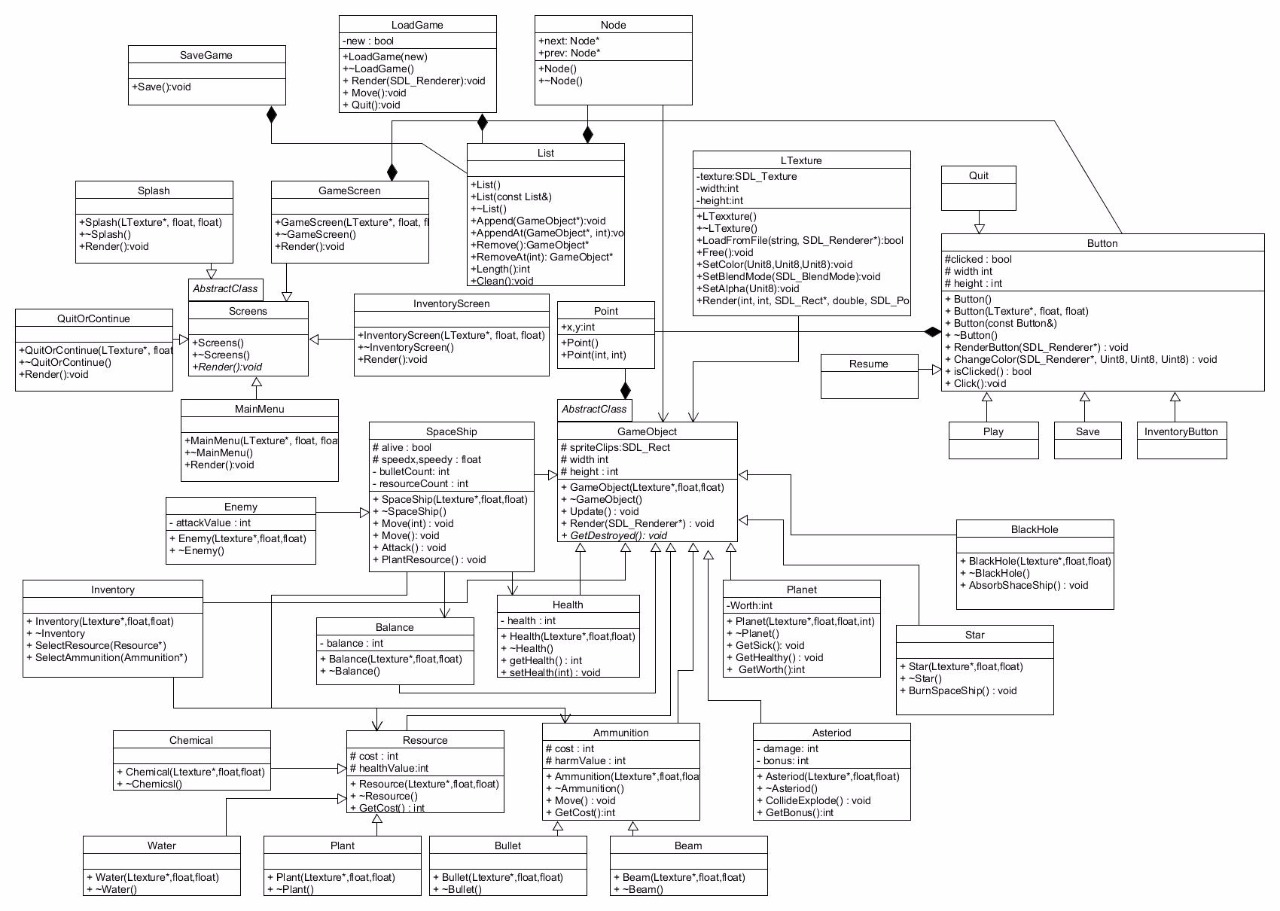 LoadGame
-new : bool
+LoadGame(new)
+~LoadGame()
+ Render(SDL_Renderer):void
+ Move():void
+ Quit():void
Node
+next: Node*
+prev: Node*
+Node()
+~Node()
SaveGame
+Save():void
List
+List()
+List(const List&)
+~List()
+Append(GameObject*):void
+AppendAt(GameObject*, int):vo
+Remove():GameObject*
+RemoveAt(int): GameObject*
+Length():int
+Clean():void
LTexture
-texture:SDL_Texture
-width:int
-height:int
+LTexxture()
+~LTexture()
+LoadFromFile(string, SDL_Renderer*):bool
+Free():void
+SetColor(Unit8,Unit8,Unit8):void
+SetBlendMode(SDL_BlendMode):void
+SetAlpha(Unit8):void
+Render(int, int, SDL_Rect*, double, SDL_Po
Quit
Splash
+Splash(LTexture*, float, float)
+~Splash()
+Render():void
GameScreen
+GameScreen(LTexture*, float, f
+~GameScreen()
+Render():void
Button
#clicked : bool
# width int
# height : int
+ Button()
+ Button(LTexture*, float, float)
+ Button(const Button&)
+ ~Button()
+ RenderButton(SDL_Renderer*) : void
+ ChangeColor(SDL_Renderer*, Uint8, Uint8, Uint8) : void
+ isClicked() : bool
+ Click():void
AbstractClass
Screens
+Screens()
+~Screens()
+Render():void
InventoryScreen
+InventoryScreen(LTexture*, float, float)
+~InventoryScreen()
+Render():void
Point
+x,y:int
+Point()
+Point(int, int)
QuitOrContinue
+QuitOrContinue(LTexture*, float
+~QuitOrContinue()
+Render():void
Resume
MainMenu
+MainMenu(LTexture*, float, floa
+~MainMenu()
+Render():void
AbstractClass
GameObject
# spriteClips:SDL_Rect
# width int
# height : int
+ GameObject(Ltexture*,float,float)
+ ~GameObject()
+ Update() : void
+ Render(SDL_Renderer*) : void
+ GetDestroyed(): void
Play
Save
InventoryButton
SpaceShip
# alive : bool
# speedx,speedy : float
- bulletCount: int
- resourceCount : int
+ SpaceShip(Ltexture*,float,float)
+ ~SpaceShip()
+ Move(int) : void
+ Move(): void
+ Attack() : void
+ PlantResource() : void
Enemy
- attackValue : int
+ Enemy(Ltexture*,float,float)
+ ~Enemy()
BlackHole
+ BlackHole(Ltexture*,float,float)
+ ~BlackHole()
+ AbsorbShaceShip() : void
Inventory
+ Inventory(Ltexture*,float,float)
+ ~Inventory
+ SelectResource(Resource*)
+ SelectAmmunition(Ammunition*)
Balance
- balance : int
+ Balance(Ltexture*,float,float)
+ ~Balance()
Health
- health : int
+ Health(Ltexture*,float,float)
+ ~Health()
+ getHealth() : int
+ setHealth(int) : void
Planet
-Worth:int
+ Planet(Ltexture*,float,float,int)
+ ~Planet()
+ GetSick(): void
+ GetHealthy() : void
+ GetWorth():int
Star
+ Star(Ltexture*,float,float)
+ ~Star()
+ BurnSpaceShip() : void
Chemical
+ Chemical(Ltexture*,float,float)
+ ~Chemicsl()
Resource
# cost : int
# healthValue:int
+ Resource(Ltexture*,float,float)
+ ~Resource()
+ GetCost() : int
Ammunition
# cost : int
# harmValue : int
+ Ammunition(Ltexture*,float,floa
+ ~Ammunition()
+ Move() : void
+ GetCost():int
Asteriod
- damage: int
- bonus: int
+ Asteriod(Ltexture*,float,float)
+ ~Asteriod()
+ CollideExplode() : void
+ GetBonus():int
Water
+ Water(Ltexture*,float,float)
+ ~Water()
Plant
+ Plant(Ltexture*,float,float)
+ ~Plant()
Bullet
+ Bullet(Ltexture*,float,float)
+ ~Bullet()
Beam
+ Beam(Ltexture*,float,float)
+ ~Beam()